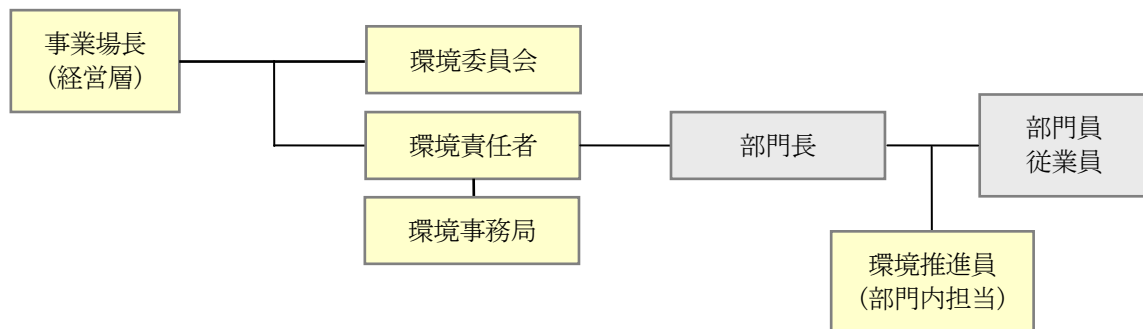 事業場長
(経営層)
環境委員会
環境責任者
環境事務局
部門長
部門員
従業員
環境推進員
(部門内担当)